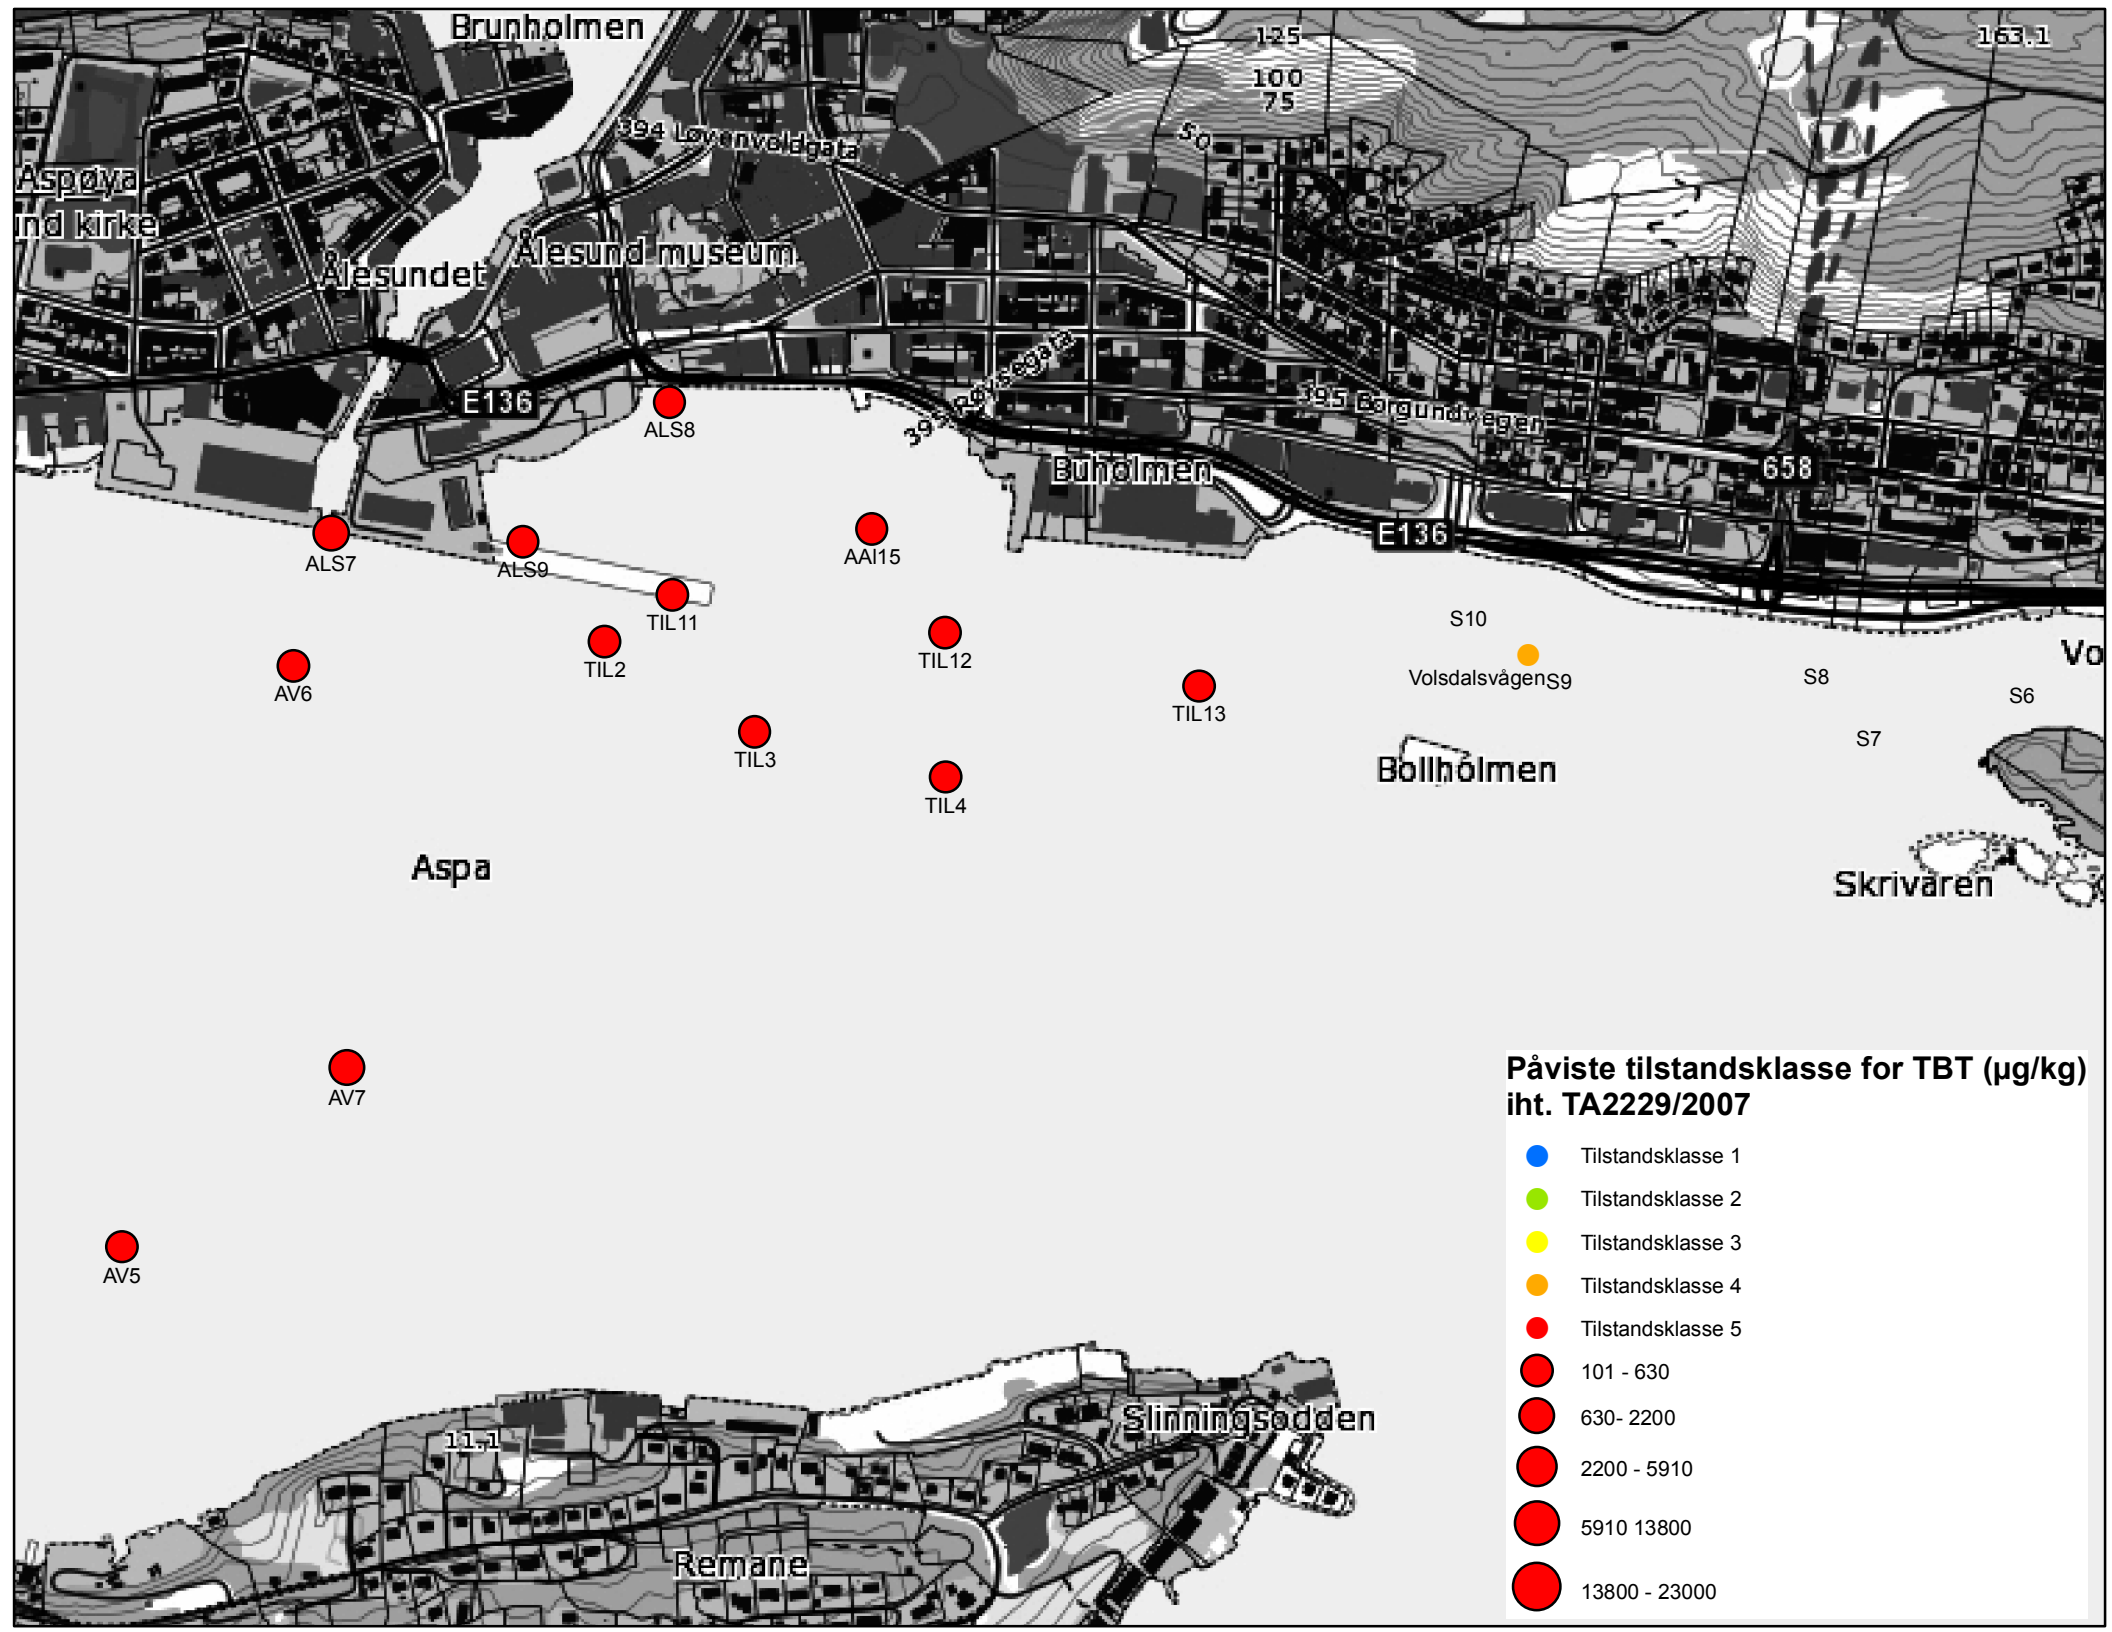 Brunholmen
125
163.1
100
75
394 Løvenvoldgata
50
Aspøya
und kirke
Ålesund museum
Ålesundet
E136
395 Borgundvegen
ALS8
Buholmen
658
E136
ALS7
ALS9
AAI15
TIL11
S10
TIL2
TIL12
Vo
AV6
VolsdalsvågenS9
S8
S6
TIL13
S7
TIL3
Bollholmen
TIL4
Aspa
Skrivaren
AV7
AV5
Påviste tilstandsklasse for TBT (µg/kg)
iht. TA2229/2007
Tilstandsklasse 1
Tilstandsklasse 2
Tilstandsklasse 3
Tilstandsklasse 4
Tilstandsklasse 5
101 - 630
630- 2200
2200 - 5910
5910 13800
13800 - 23000
Slinningsodden
11.1
Remane